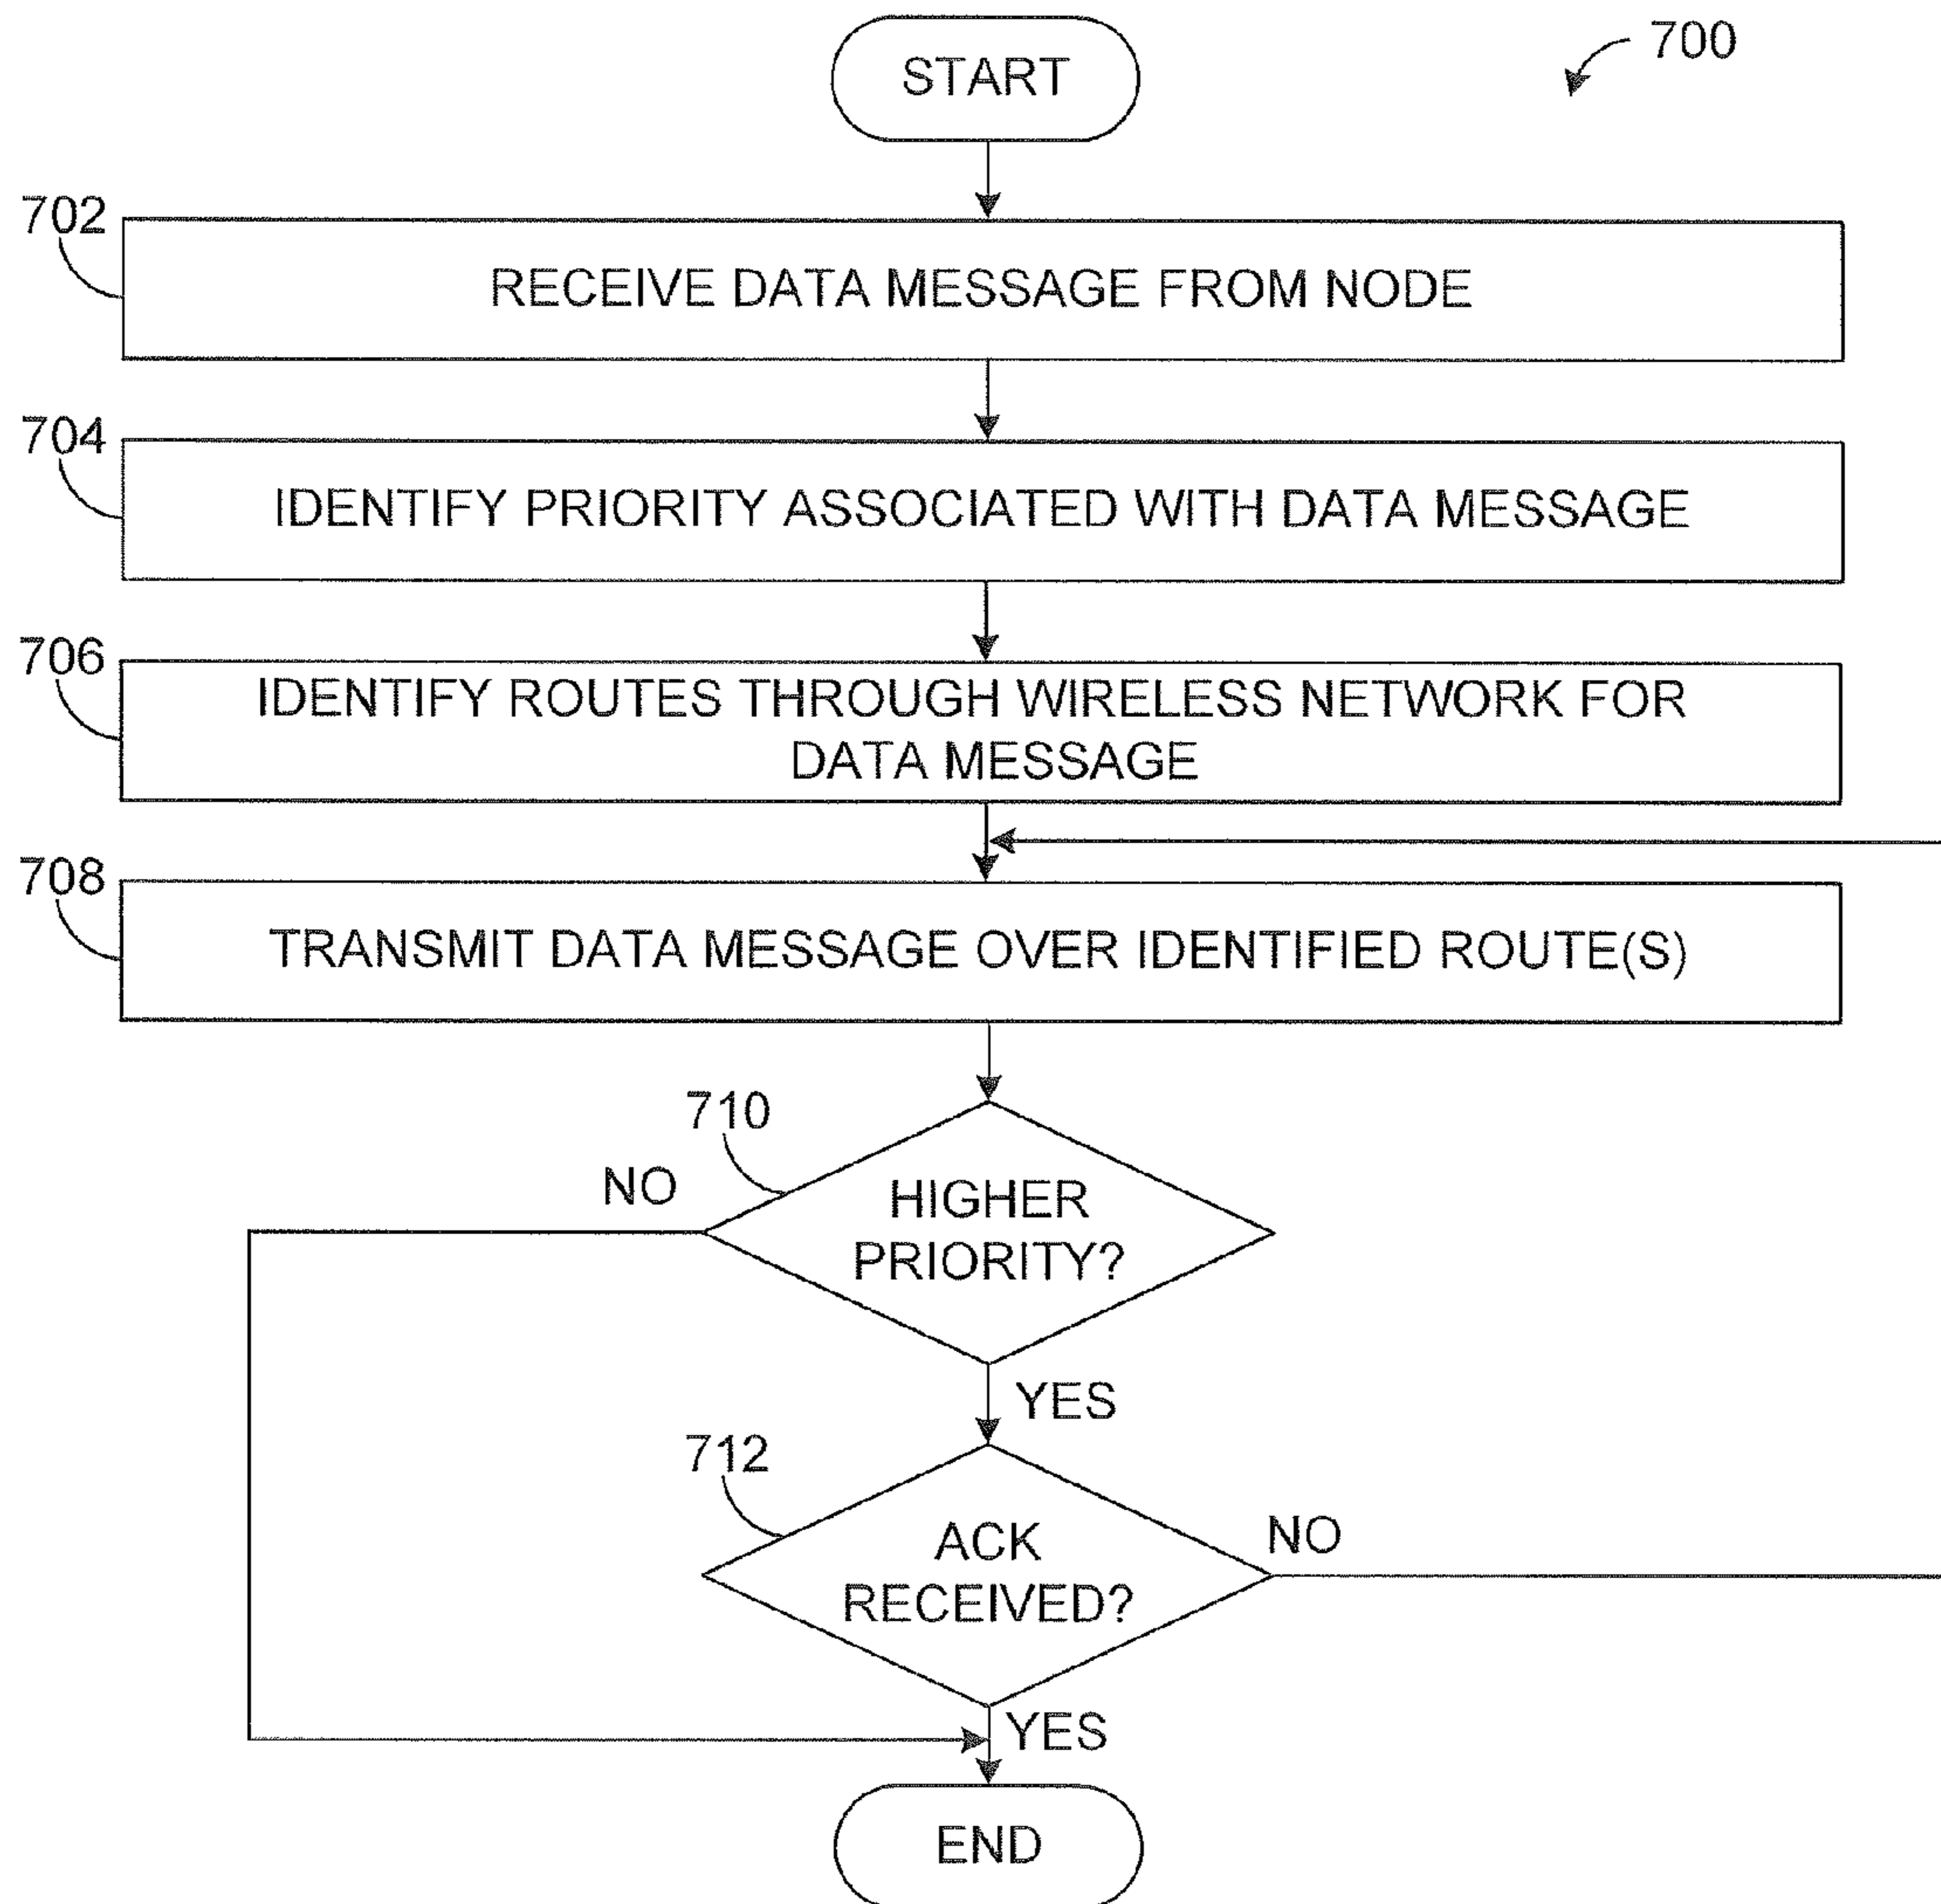 START
700
702
RECEIVE DATA MESSAGE FROM NODE
704
IDENTIFY PRIORITY ASSOCIATED WITH DATA MESSAGE
706
IDENTIFY ROUTES THROUGH WIRELESS NETWORK FOR
DATA MESSAGE
708
TRANSMIT DATA MESSAGE OVER IDENTIFIED ROUTE(S)
710
NO
HIGHER
PRIORITY?
YES
712
ACK
RECEIVED?
NO
YES
END